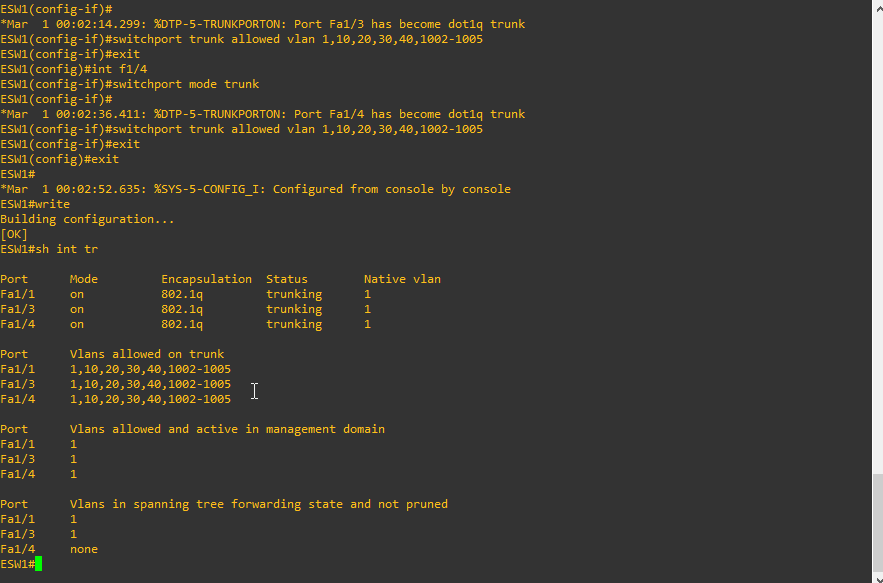 ESW1(config-if)#
*Mar  1 00:02:14.299: %DTP-5-TRUNKPORTON: Port Fa1/3 has become dot1q trunk
ESW1(config-if)#switchport trunk allowed vlan 1,10,20,30,40,1002-1005
ESW1(config-if)#exit
ESW1(config)#int f1/4
ESW1(config-if)#switchport mode trunk
ESW1(config-if)#
*Mar  1 00:02:36.411: %DTP-5-TRUNKPORTON: Port Fa1/4 has become dot1q trunk
ESW1(config-if)#switchport trunk allowed vlan 1,10,20,30,40,1002-1005
ESW1(config-if)#exit
ESW1(config)#exit
ESW1#
*Mar  1 00:02:52.635: %SYS-5-CONFIG_I: Configured from console by console
ESW1#write
Building configuration...
[OK]
ESW1#sh int tr
Port      Mode         Encapsulation  Status        Native vlan
Fa1/1     on           802.1q         trunking      1
Fa1/3     on           802.1q         trunking      1
Fa1/4     on           802.1q         trunking      1
Port      Vlans allowed on trunk
Fa1/1     1,10,20,30,40,1002-1005
Fa1/3     1,10,20,30,40,1002-1005
Fa1/4     1,10,20,30,40,1002-1005
Port      Vlans allowed and active in management domain
Fa1/1     1
Fa1/3     1
Fa1/4     1
Port      Vlans in spanning tree forwarding state and not pruned
Fa1/1     1
Fa1/3     1
Fa1/4     none
ESW1#